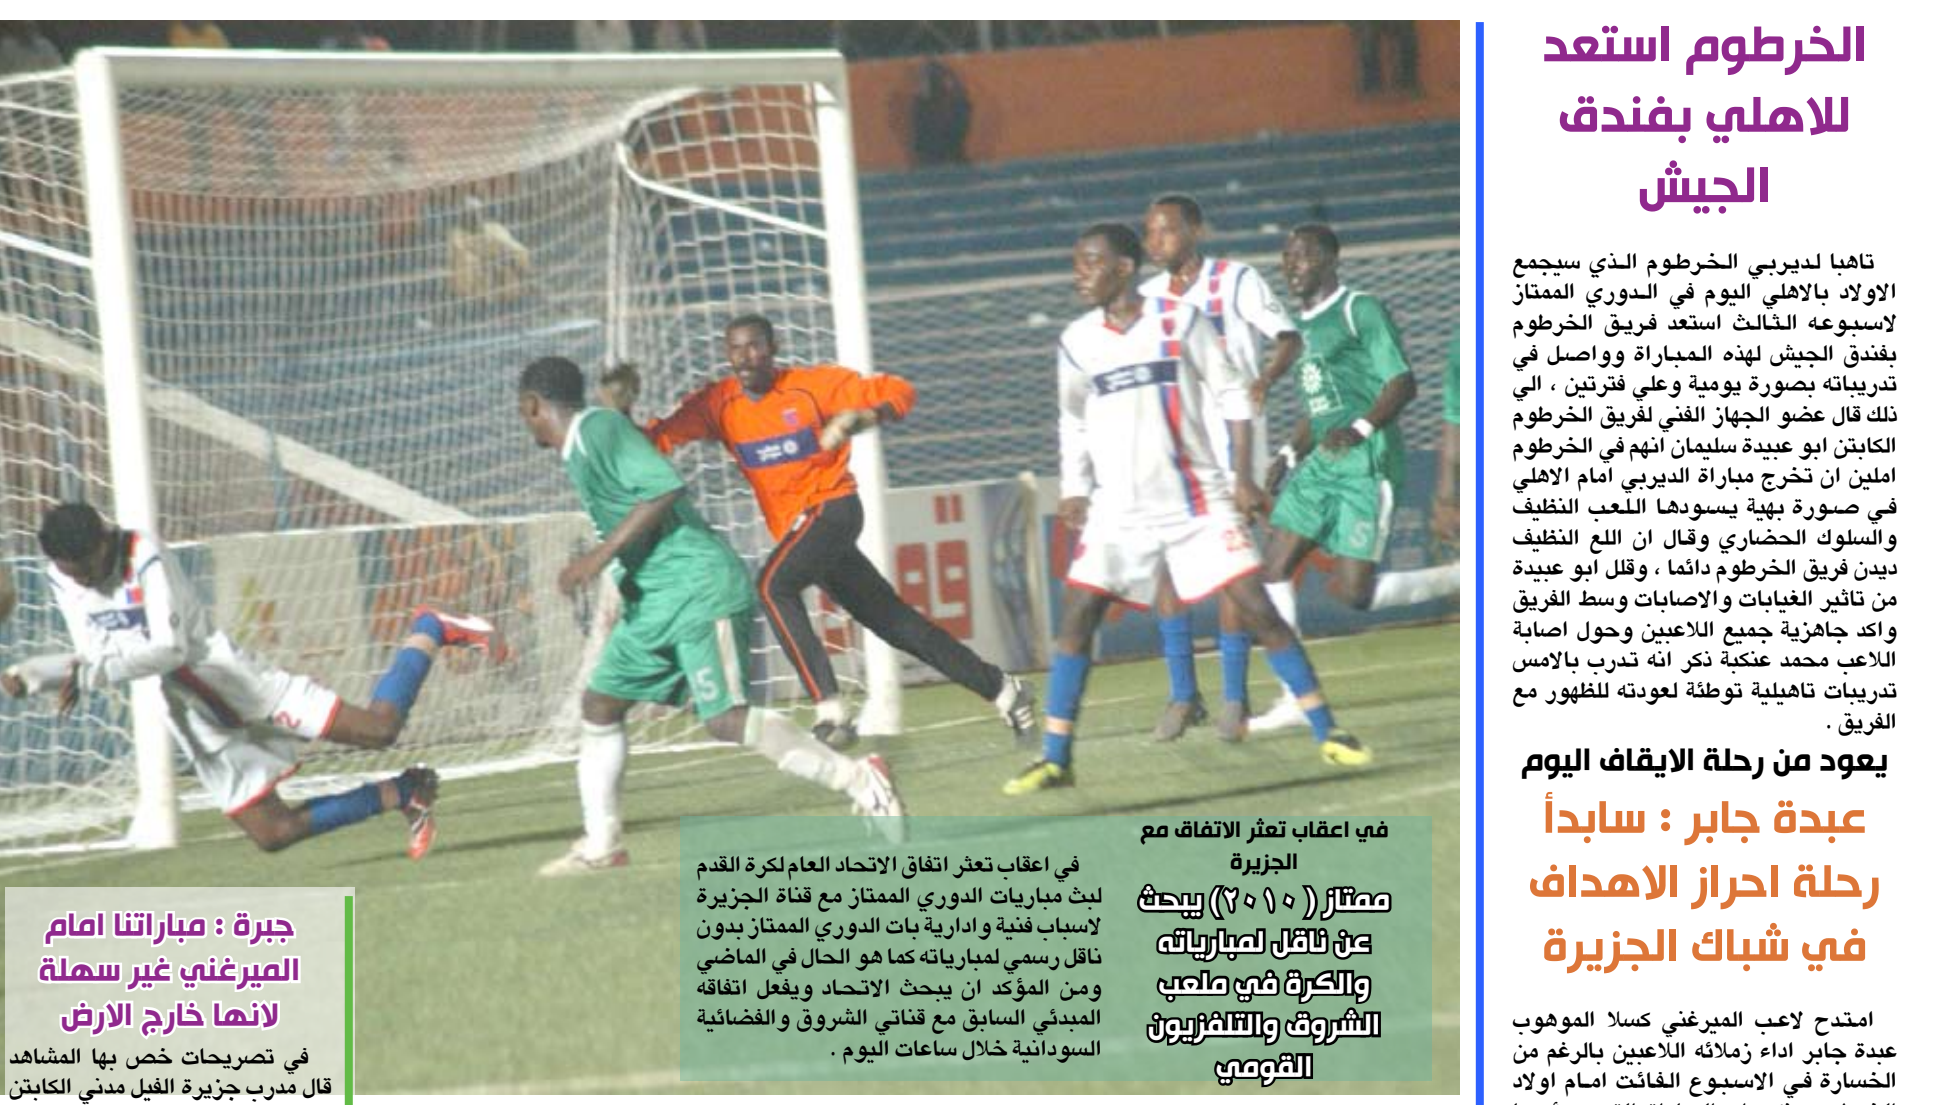 الخرطوم استعد
للاهلي بفندق
الجيش
تاهبا لديربي الخرطوم الذي سيجمع
الاولاد بالاهلي اليوم في الدوري الممتاز
لاسبوعه الثالث استعد فريق الخرطوم
بفندق الجيش لهذه المباراة وواصل في
تدريباته بصورة يومية وعلي فترتين ، الي
ذلك قال عضو الجهاز الفني لفريق الخرطوم
الكابتن ابو عبيدة سليمان انهم في الخرطوم
املين ان تخرج مباراة الديربي امام الاهلي
في صورة بهية يسودها اللعب النظيف
والسلوك الحضاري وقال ان اللع النظيف
ديدن فريق الخرطوم دائما ، وقلل ابو عبيدة
من تاثير الغيابات والاصابات وسط الفريق
واكد جاهزية جميع اللاعبين وحول اصابة
اللاعب محمد عنكبة ذكر انه تدرب بالامس
تدريبات تاهيلية توطئة لعودته للظهور مع
الفريق .
يعود من رحلة الايقاف اليوم
عبدة جابر : سابدأ
رحلة احراز الاهداف
في شباك الجزيرة
امتدح لاعب الميرغني كسلا الموهوب
عبدة جابر اداء زملائه اللاعبين بالرغم من
الخسارة في الاسبوع الفائت امام اولاد
في اعقاب تعثر الاتفاق مع
الجزيرة
ممتاز (٢٠١٠) يبحث
عن ناقل لمبارياته
والكرة في ملعب
الشروق والتلفزيون
القومي
في اعقاب تعثر اتفاق الاتحاد العام لكرة القدم
لبث مباريات الدوري الممتاز مع قناة الجزيرة
لاسباب فنية وادارية بات الدوري الممتاز بدون
ناقل رسمي لمبارياته كما هو الحال في الماضي
ومن المؤكد ان يبحث الاتحاد ويفعل اتفاقه
المبدئي السابق مع قناتي الشروق والفضائية
السودانية خلال ساعات اليوم .
جبرة : مباراتنا امام
الميرغني غير سهلة
لانها خارج الارض
في تصريحات خص بها المشاهد
قال مدرب جزيرة الفيل مدني الكابتن
15
5
2